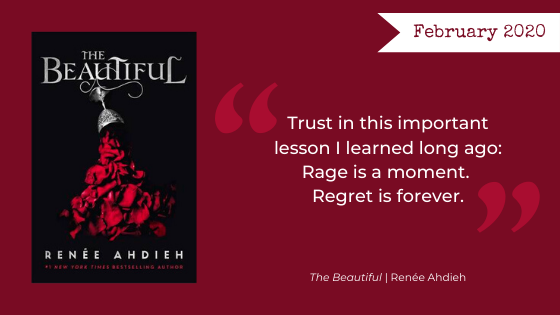 February 2020
THE
BEAUTIFUL
RENÉE AHDIEH
#1 NEW YORK TIMES BESTSELLING AUTHOR
“
Trust in this important
lesson I learned long ago:
Rage is a moment.
Regret is forever.
”
The Beautiful | Renée Ahdieh